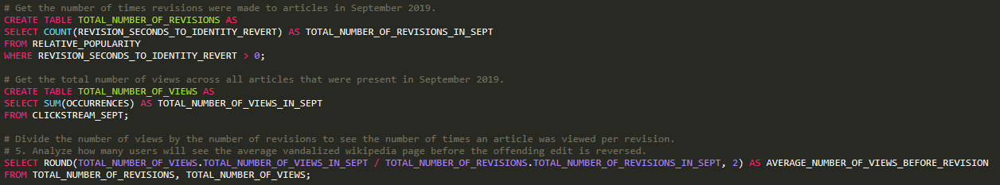 # Get the number of times revisions were made to articles in September 2019.
CREATE TABLE TOTAL_NUMBER_OF_REVISIONS AS
SELECT COUNT(REVISION_SECONDS_TO_IDENTITY_REVERT) AS TOTAL_NUMBER_OF_REVISIONS_IN_SEPT
FROM RELATIVE_POPULARITY
WHERE REVISION_SECONDS_TO_IDENTITY_REVERT > 0;
# Get the total number of views across all articles that were present in September 2019.
CREATE TABLE TOTAL_NUMBER_OF_VIEWS AS
SELECT SUM(OCCURRENCES) AS TOTAL_NUMBER_OF_VIEWS_IN_SEPT
FROM CLICKSTREAM_SEPT;
# Divide the number of views by the number of revisions to see the number of times an article was viewed per revision.
# 5. Analyze how many users will see the average vandalized wikipedia page before the offending edit is reversed.
SELECT ROUND(TOTAL_NUMBER_OF_VIEWS.TOTAL_NUMBER_OF_VIEWS_IN_SEPT / TOTAL_NUMBER_OF_REVISIONS.TOTAL_NUMBER_OF_REVISIONS_IN_SEPT, 2) AS AVERAGE_NUMBER_OF_VIEWS_BEFORE_REVISION
FROM TOTAL_NUMBER_OF_REVISIONS, TOTAL_NUMBER_OF_VIEWS;